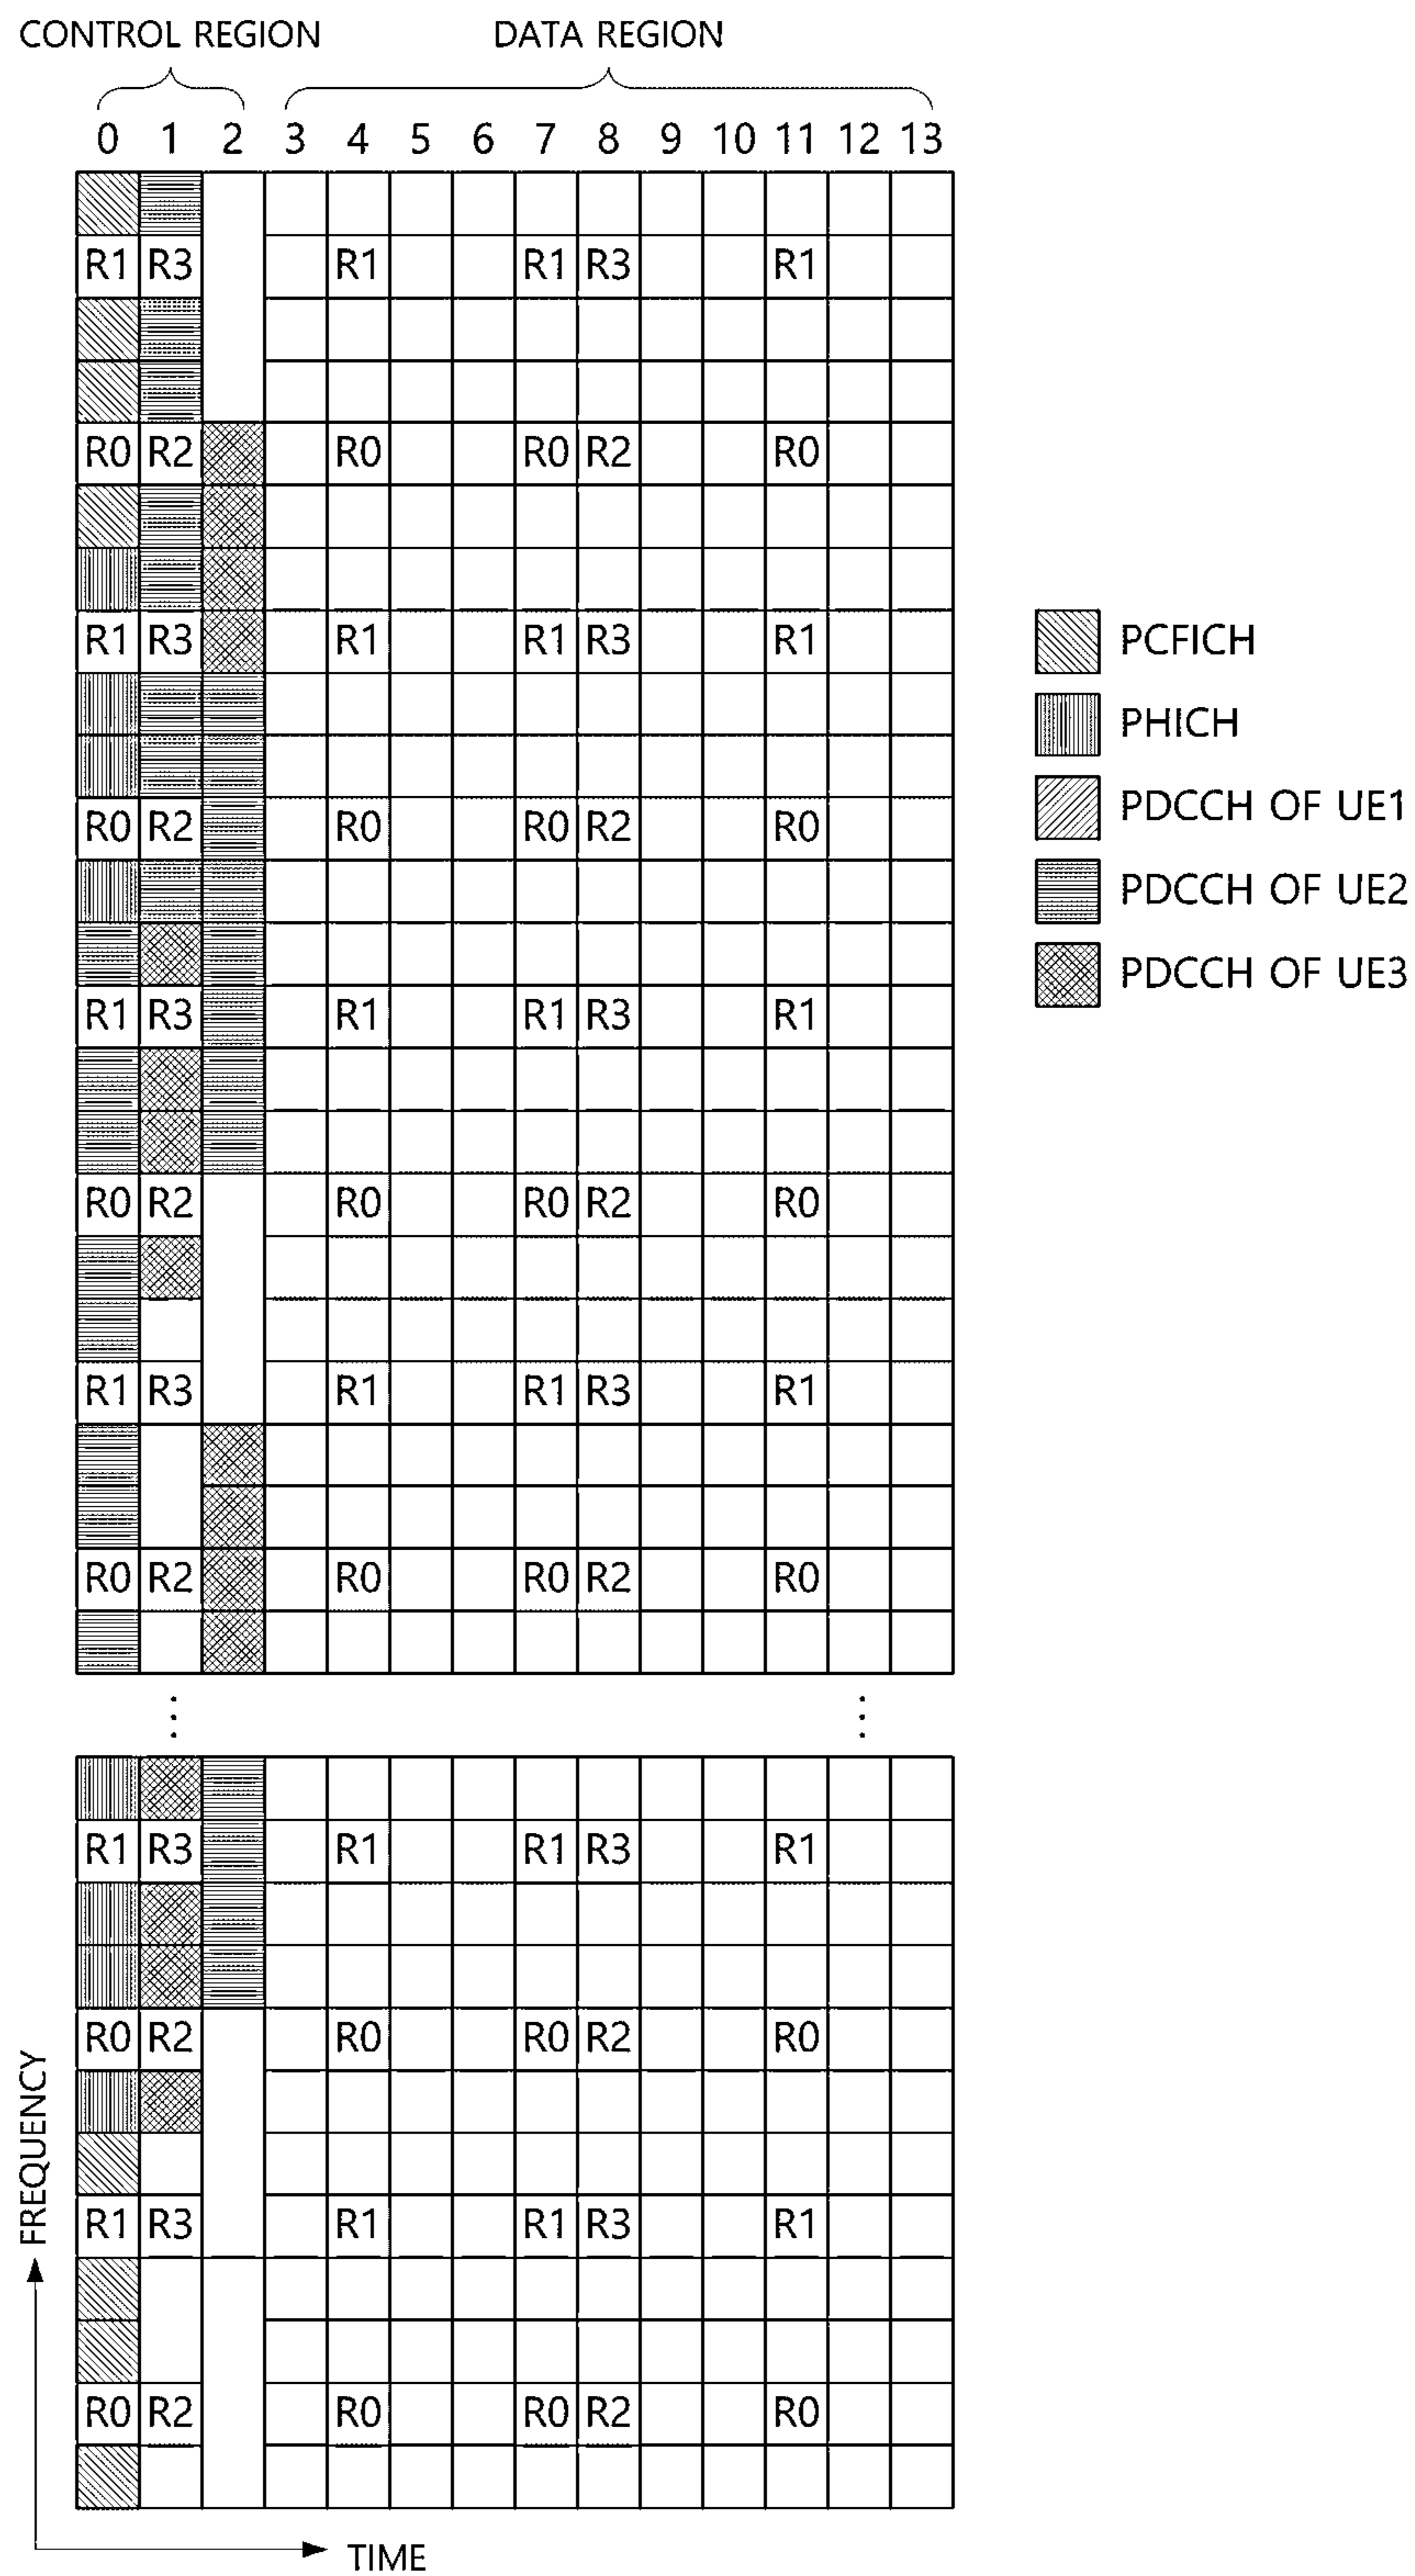 CONTROL REGION DATA REGION
0 1 2 3 4 5 6 7 8 9 10 11 12 13
R1 R3 R1 R1 R3 R1
R0 R2 R0 R0 R2 R0
R1 R3 R1 R1 R3 R1
PCFICH
PHICH
PDCCH OF UE1
R0 R2 R0 R0 R2 R0
PDCCH OF UE2
PDCCH OF UE3
R1 R3 R1 R1 R3 R1
R0 R2 R0 R0 R2 R0
R1 R3 R1 R1 R3 R1
R0 R2 R0 R0 R2 R0
R1 R3 R1 R1 R3 R1
R0 R2 R0 R0 R2 R0
R1 R3 R1 R1 R3 R1
R0 R2 R0 R0 R2 R0
FREQUENCY
TIME